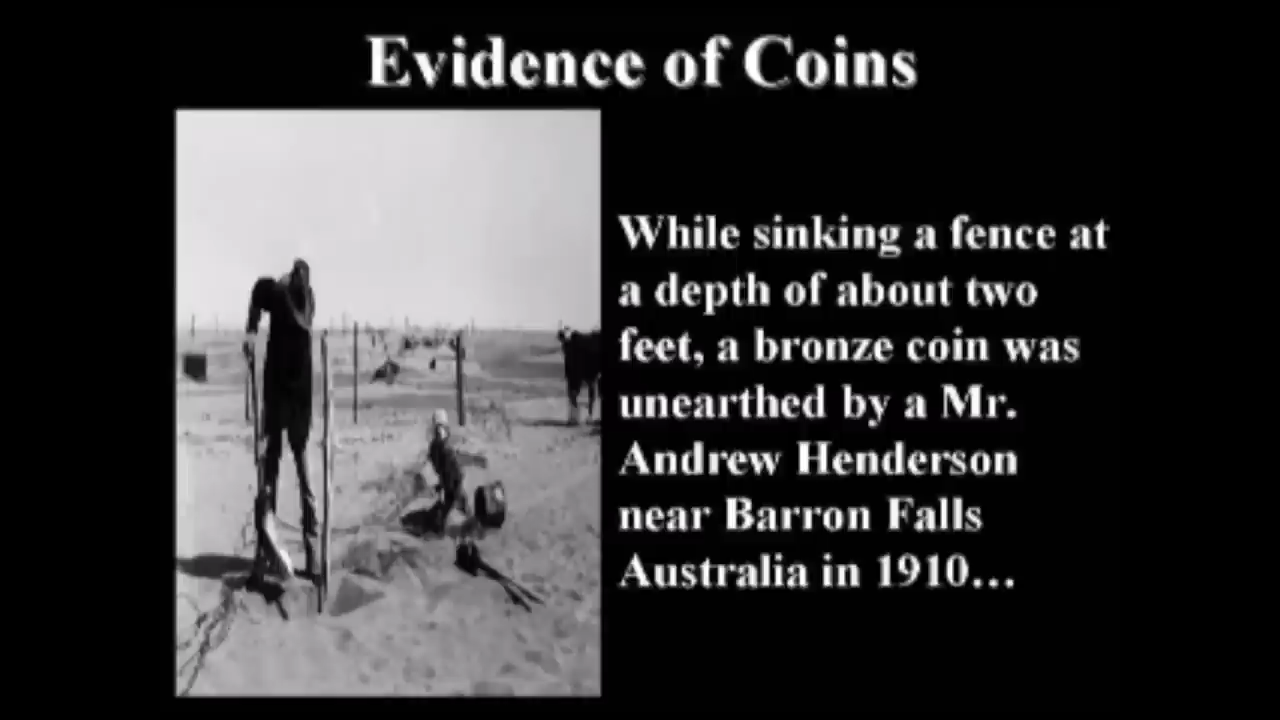 Evidence of Coins
While sinking a fence at
a depth of about two
feet, a bronze coin was
unearthed by a Mr.
Andrew Henderson
near Barron Falls
Australia in 1910...